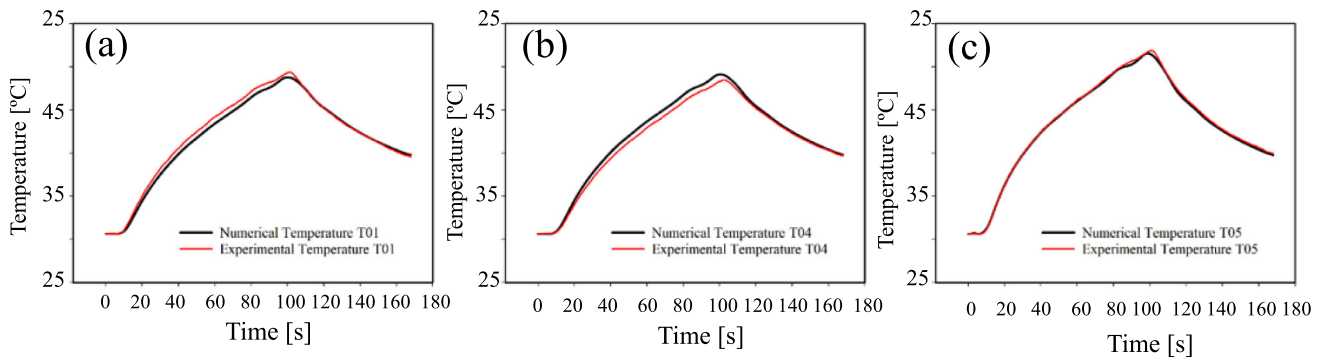 (a)
25
45
35
25
Temperature [ºC]
Numerical Temperature T01
Experimental Temperature T01
0 20 40 60 80 100 120 140 160 180
Time [s]
(b)
25
45
35
25
Temperature [ºC]
Numerical Temperature T04
Experimental Temperature T04
0 20 40 60 80 100 120 140 160 180
Time [s]
(c)
25
45
35
25
Temperature [ºC]
Numerical Temperature T05
Experimental Temperature T05
0 20 40 60 80 100 120 140 160 180
Time [s]